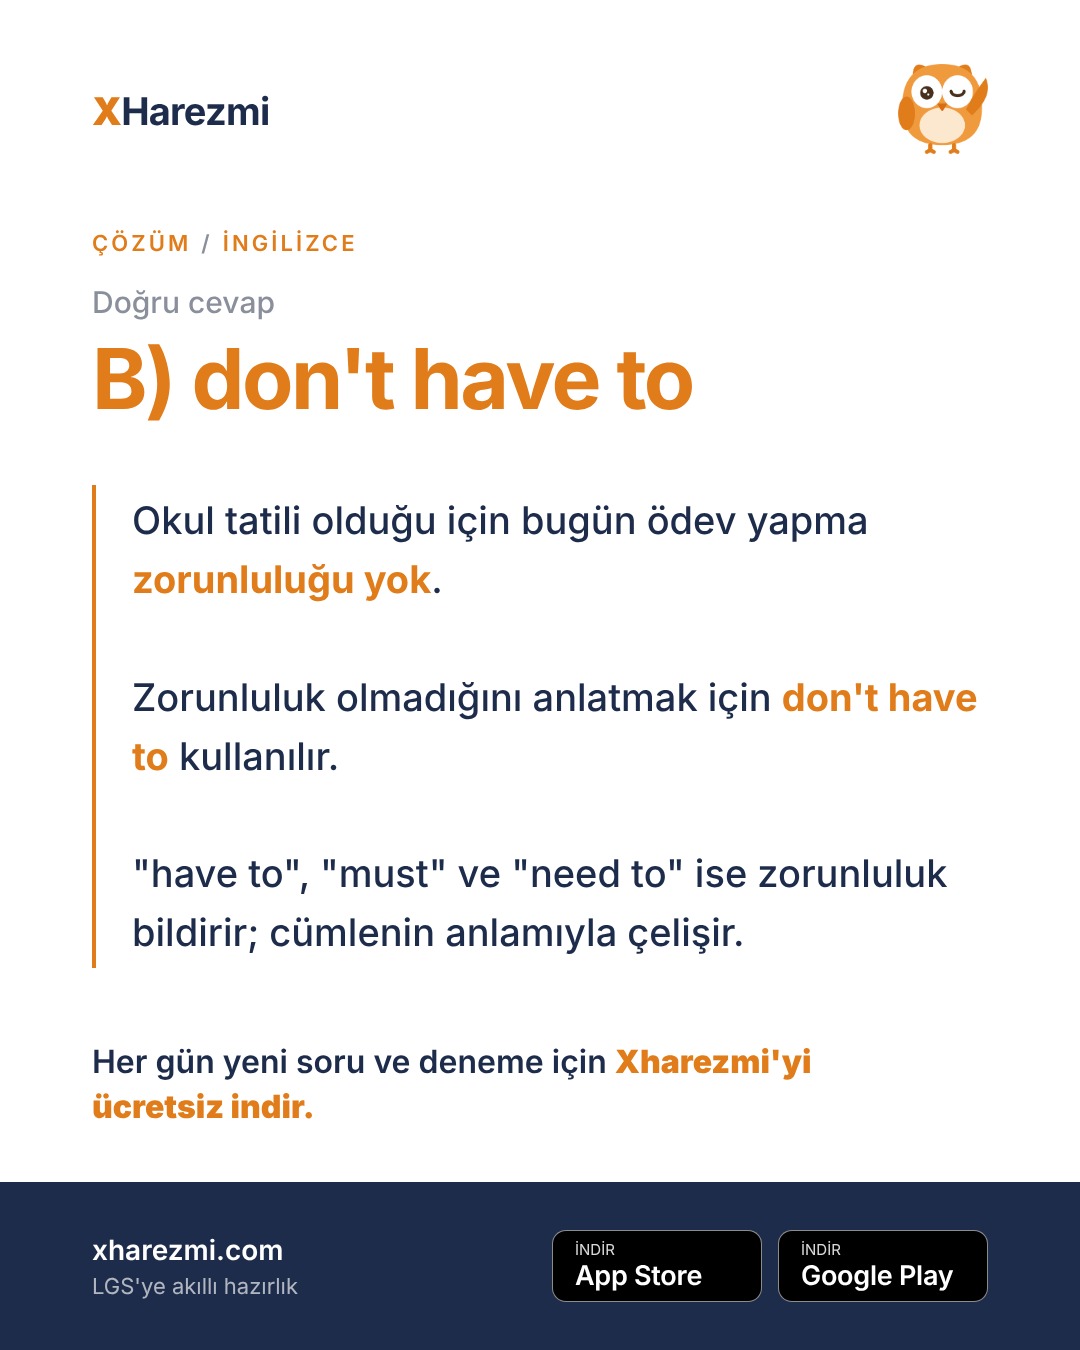 XHarezmi
ÇÖZÜM / İNGİLİZCE
Doğru cevap
B) don't have to
Okul tatili olduğu için bugün ödev yapma
zorunluluğu yok.
Zorunluluk olmadığını anlatmak için don't have
to kullanılır.
"have to", "must" ve "need to" ise zorunluluk
bildirir; cümlenin anlamıyla çelişir.
Her gün yeni soru ve deneme için Xharezmi'yi
ücretsiz indir.
xharezmi.com
LGS'ye akıllı hazırlık
İNDİR
App Store
İNDİR
Google Play